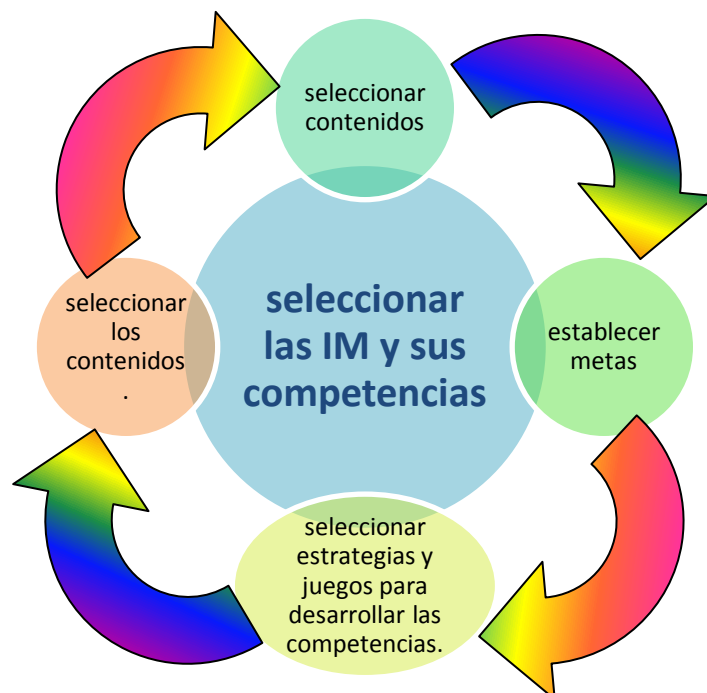 seleccionar
contenidos
seleccionar
las IM y sus
competencias
establecer
metas
seleccionar
estrategias y
juegos para
desarrollar las
competencias.
seleccionar
los
contenidos
.